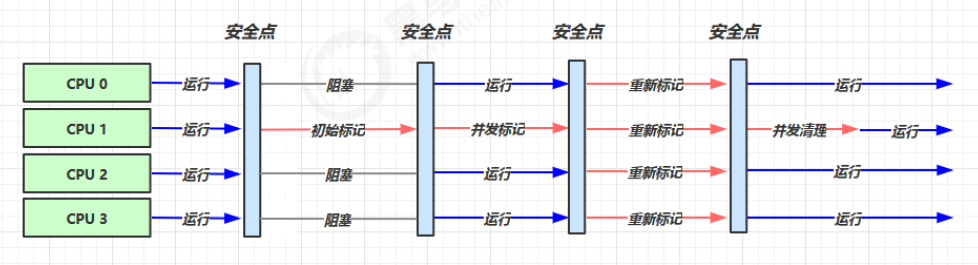 安全点 安全点 安全点 安全点
CPU 0 运行 阻塞 运行 重新标记 运行
CPU 1 运行 初始标记 并发标记 重新标记 并发清理 运行
CPU 2 运行 阻塞 运行 重新标记 运行
CPU 3 运行 阻塞 运行 重新标记 运行